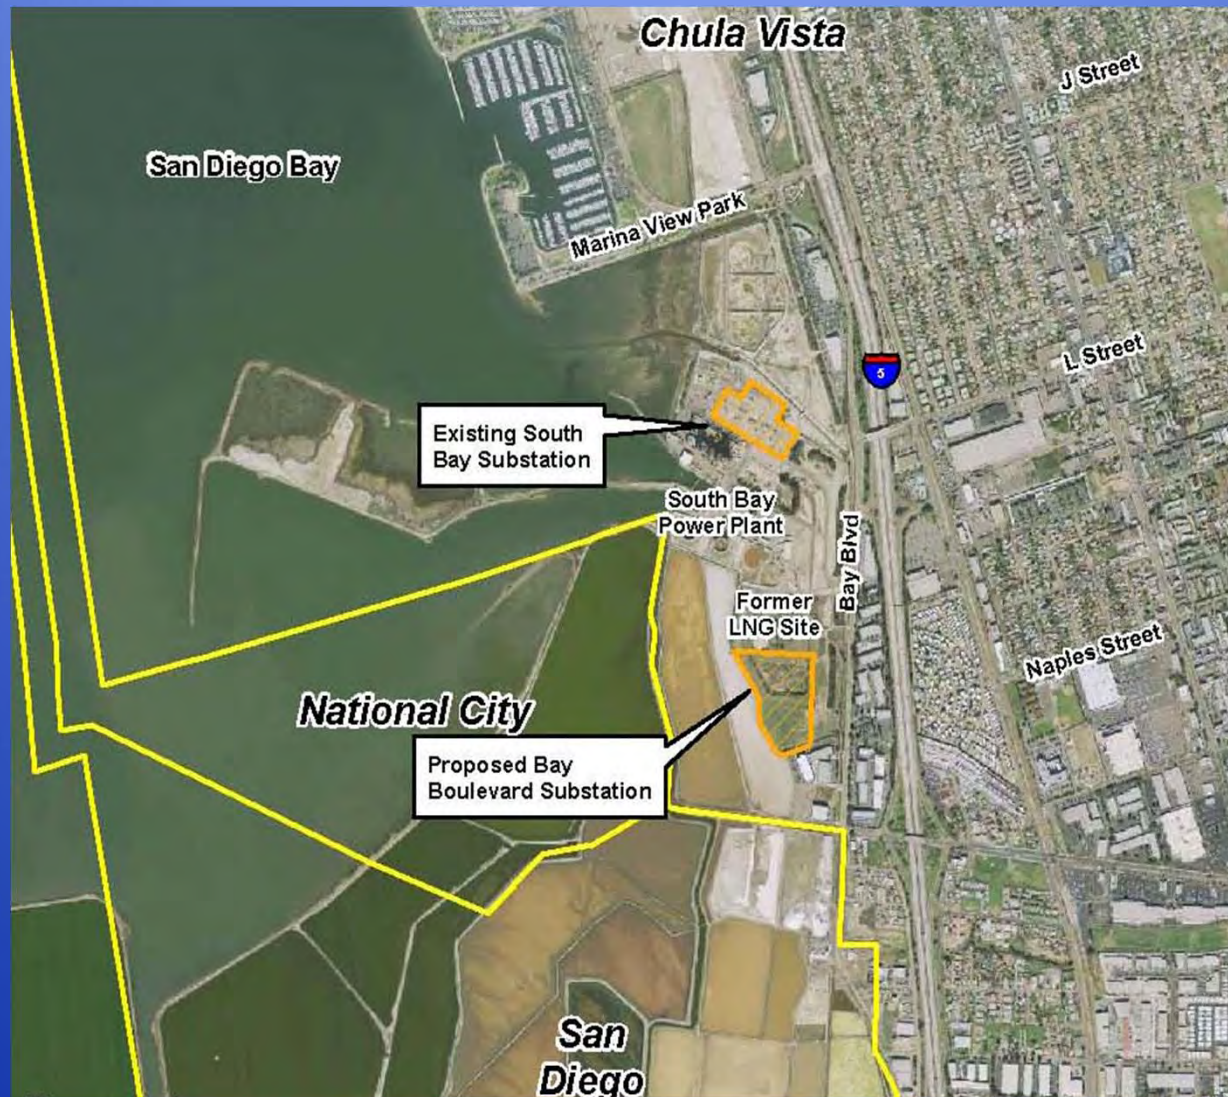 Chula Vista
J Street
San Diego Bay
Marina View Park
L Street
5
Existing South
Bay Substation
South Bay
Power Plant
Bay Blvd
Former
LNG Site
Naples Street
National City
Proposed Bay
Boulevard Substation
San
Diego